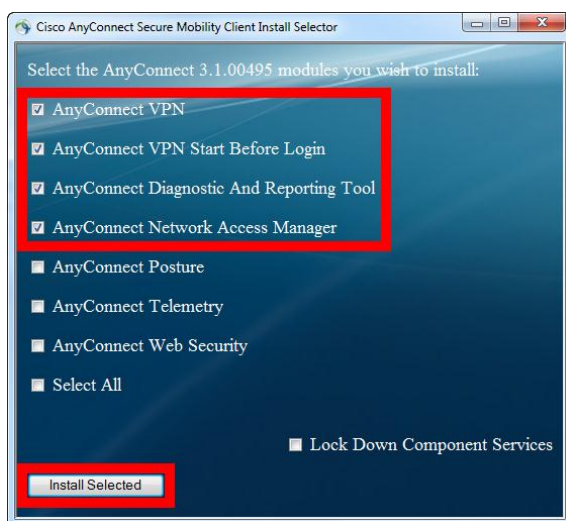 Cisco AnyConnect Secure Mobility Client Install Selector
Select the AnyConnect 3.1.00495 modules you wish to install:
AnyConnect VPN
AnyConnect VPN Start Before Login
AnyConnect Diagnostic And Reporting Tool
AnyConnect Network Access Manager
AnyConnect Posture
AnyConnect Telemetry
AnyConnect Web Security
Select All
Lock Down Component Services
Install Selected